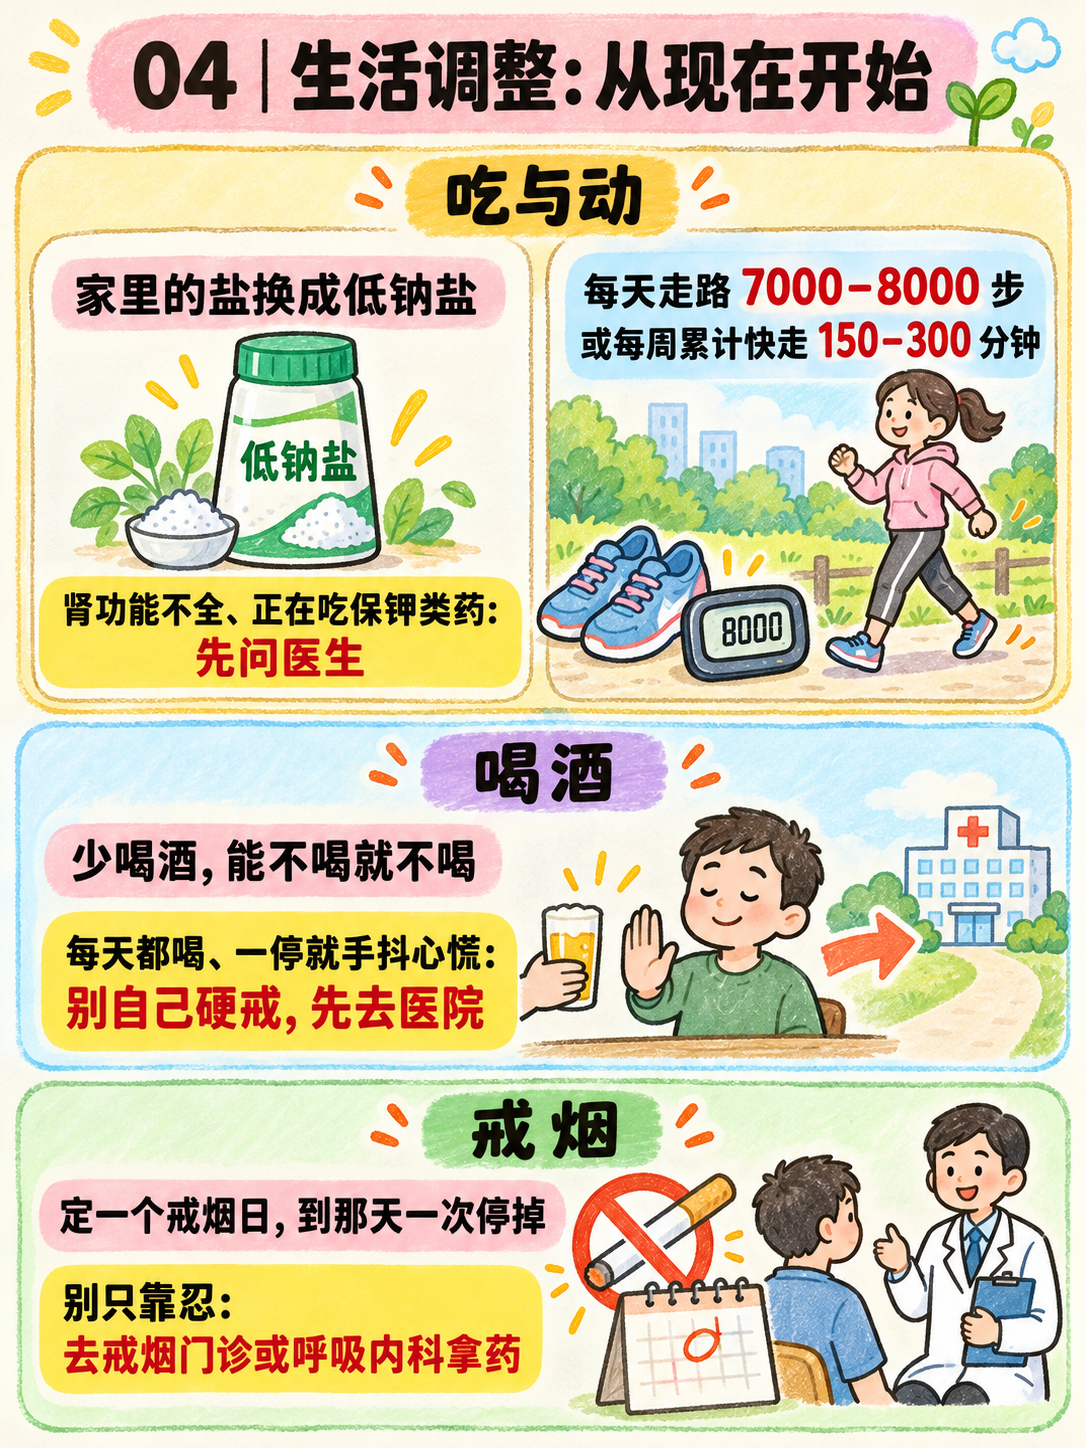 04 | 生活调整：从现在开始
吃与动
家里的盐换成低钠盐
低钠盐
肾功能不全、正在吃保钾类药：
先问医生
每天走路 7000-8000 步
或每周累计快走 150-300 分钟
8000
喝酒
少喝酒，能不喝就不喝
每天都喝、一停就手抖心慌：
别自己硬戒，先去医院
戒烟
定一个戒烟日，到那天一次停掉
别只靠忍：
去戒烟门诊或呼吸内科拿药